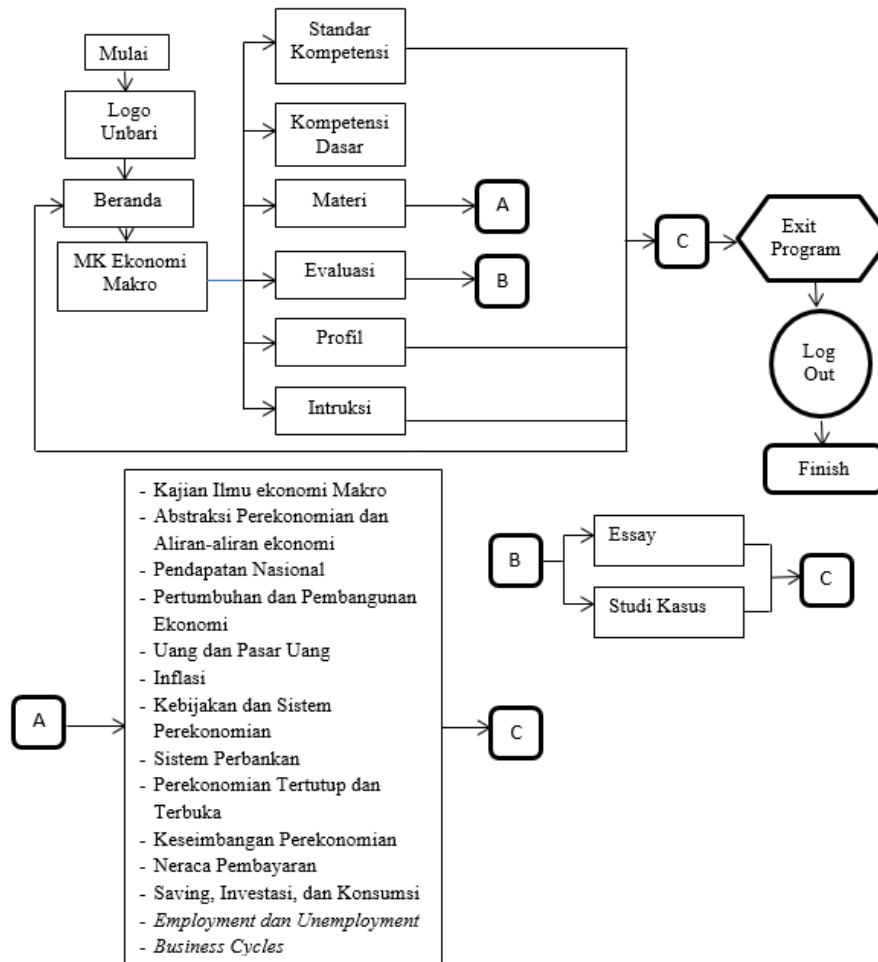 Mulai
Logo
Unbari
Beranda
MK Ekonomi
Makro
Standar
Kompetensi
Kompetensi
Dasar
Materi
Evaluasi
Profil
Intruksi
A
B
C
Exit
Program
Log
Out
Finish
A
- Kajian Ilmu ekonomi Makro
- Abstraksi Perekonomian dan
Aliran-aliran ekonomi
- Pendapatan Nasional
- Pertumbuhan dan Pembangunan
Ekonomi
- Uang dan Pasar Uang
- Inflasi
- Kebijakan dan Sistem
Perekonomian
- Sistem Perbankan
- Perekonomian Tertutup dan
Terbuka
- Keseimbangan Perekonomian
- Neraca Pembayaran
- Saving, Investasi, dan Konsumsi
- Employment dan Unemployment
- Business Cycles
C
B
Essay
Studi Kasus
C